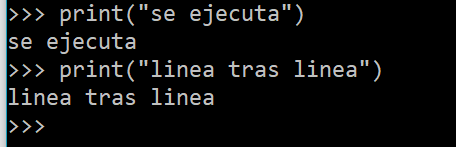 >>> print("se ejecuta")
se ejecuta
>>> print("linea tras linea")
linea tras linea
>>>